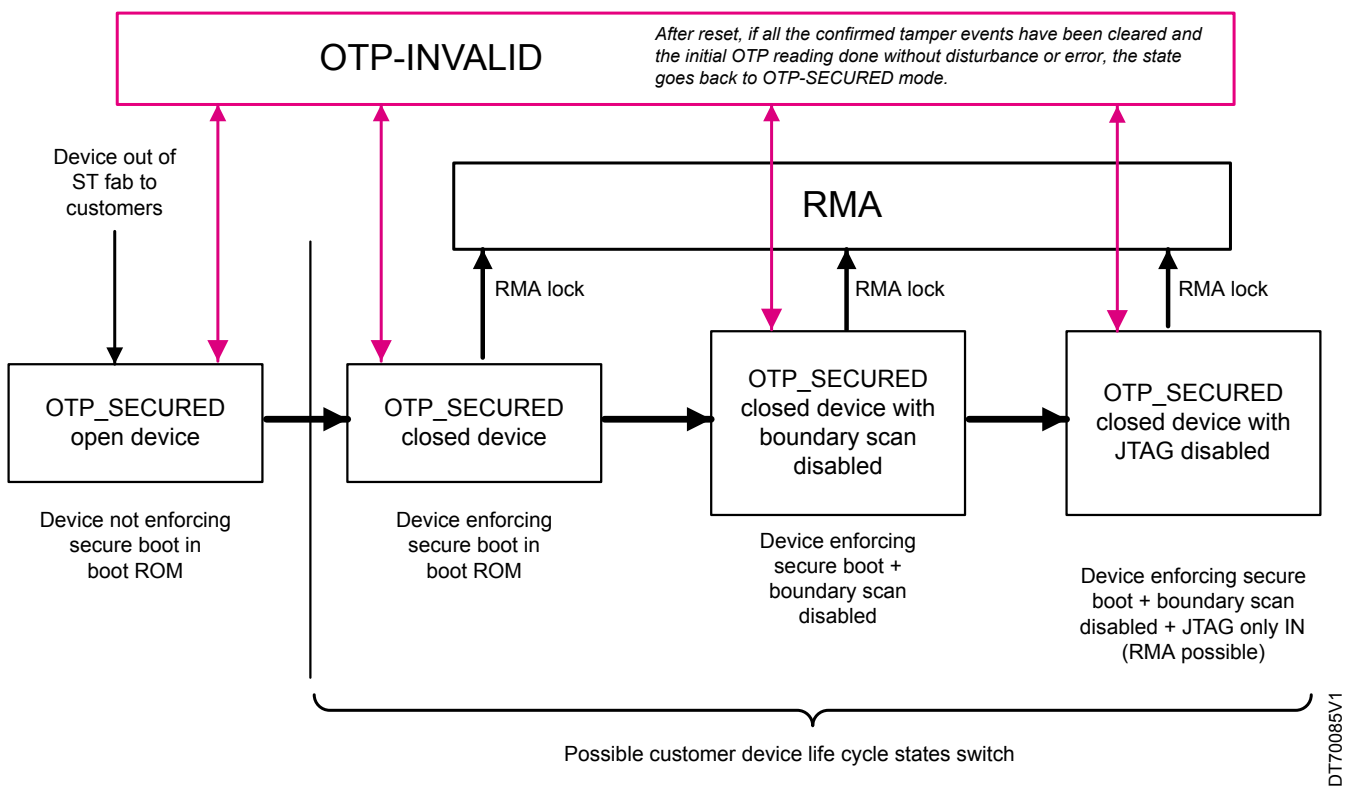 OTP-INVALID
After reset, if all the confirmed tamper events have been cleared and
the initial OTP reading done without disturbance or error, the state
goes back to OTP-SECURED mode.
Device out of
ST fab to
customers
RMA
RMA lock
RMA lock
RMA lock
OTP_SECURED
open device
OTP_SECURED
closed device
OTP_SECURED
closed device with
boundary scan
disabled
OTP_SECURED
closed device with
JTAG disabled
Device not enforcing
secure boot in
boot ROM
Device enforcing
secure boot in
boot ROM
Device enforcing
secure boot +
boundary scan
disabled
Device enforcing secure
boot + boundary scan
disabled + JTAG only IN
(RMA possible)
Possible customer device life cycle states switch
DT70085V1